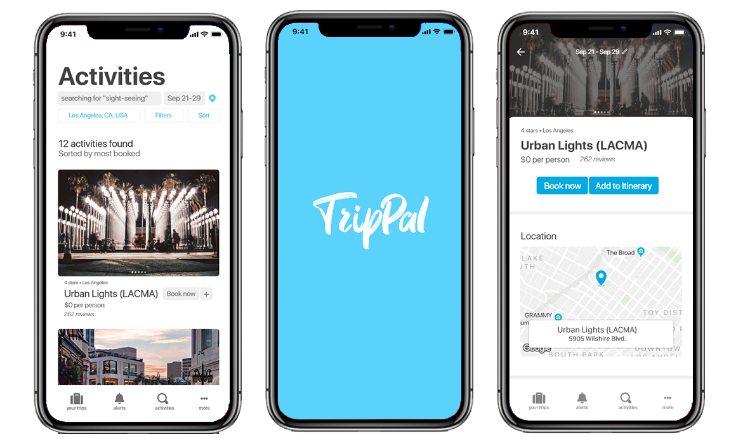 9:41
Activities
searching for "sight-seeing" Sep 21-29
Los Angeles, CA, USA Filters Sort
12 activities found
Sorted by most booked
4 stars • Los Angeles
Urban Lights (LACMA) Book now +
$0 per person
262 reviews
your trips alerts activities more
9:41
TripPal
9:41
Sep 21 - Sep 29
4 stars • Los Angeles
Urban Lights (LACMA)
$0 per person 262 reviews
Book now Add to Itinerary
Location
The Broad
LAKE
TOY DIST
GRAMMY
Urban Lights (LACMA)
5905 Wilshire Blvd.
Google
SOUTH PARK
DOWNTOW
your trips alerts activities more